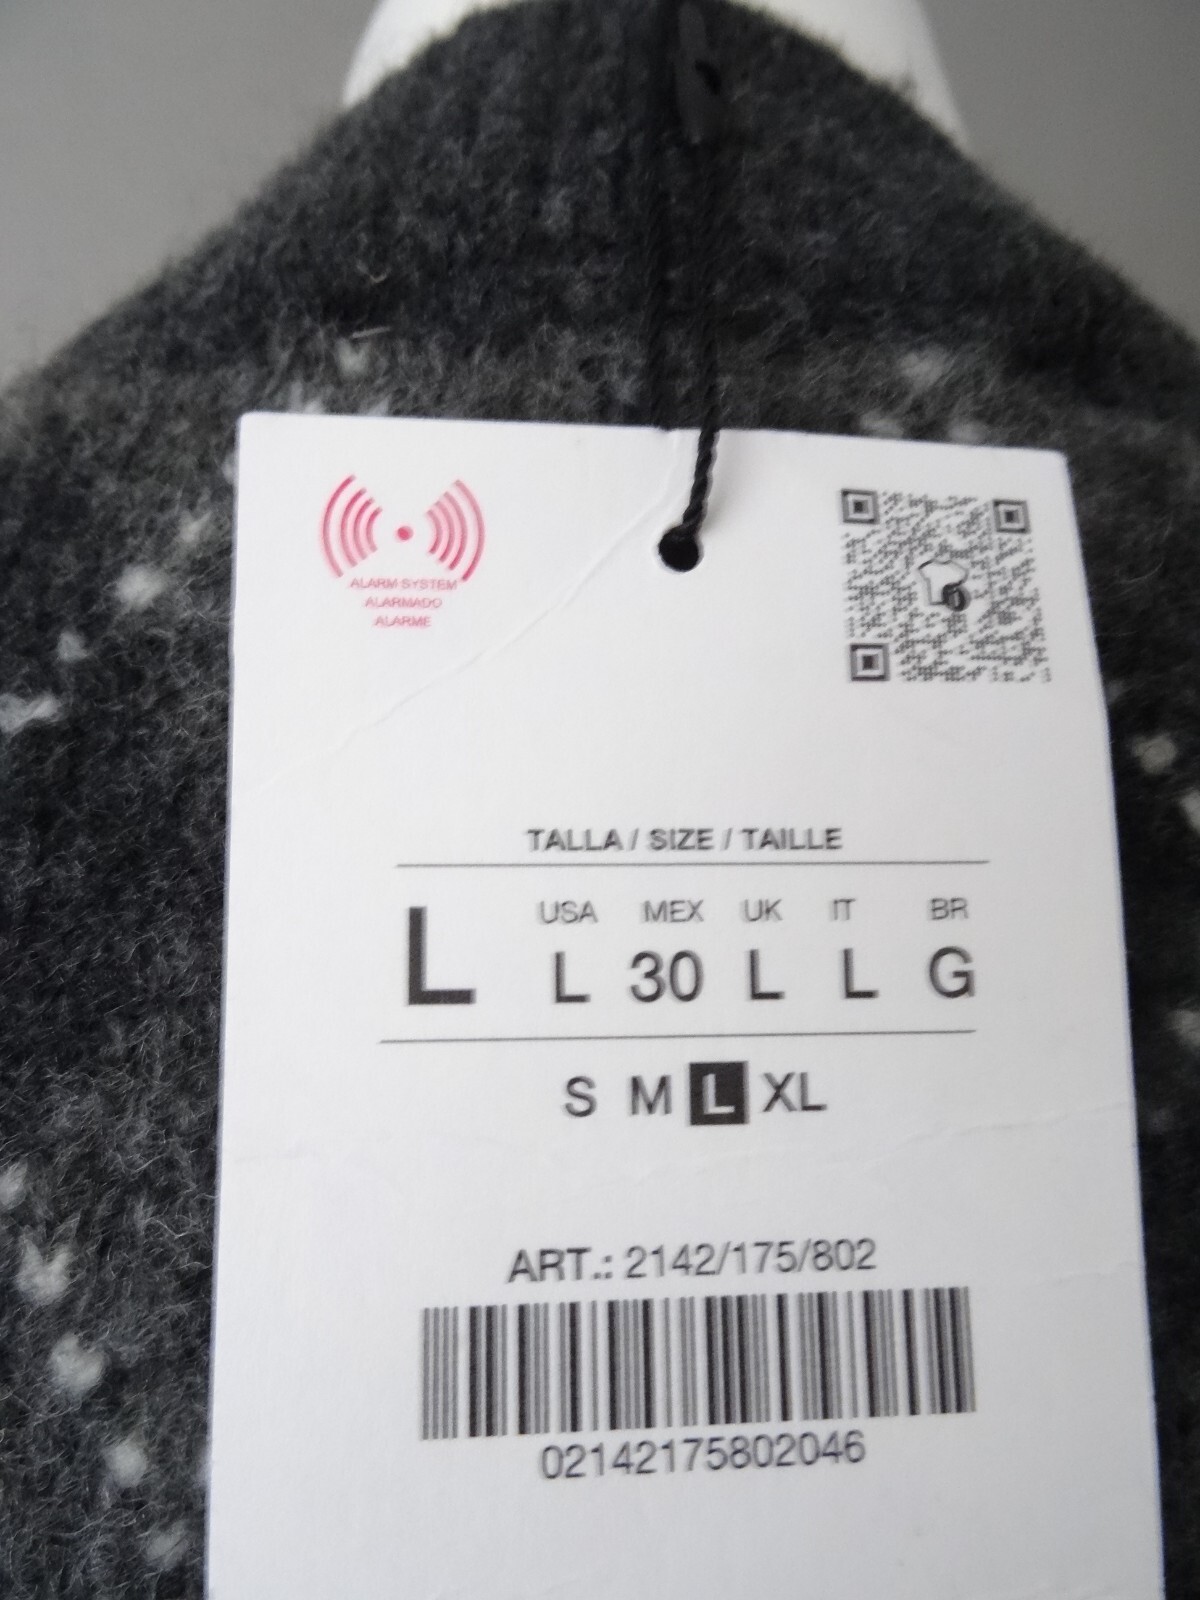 ALARM SYSTEM
ALARMADO
ALARME
TALLA / SIZE / TAILLE
USA MEX UK IT BR
L L 30 L L G
S M L XL
ART.: 2142/175/802
02142175802046